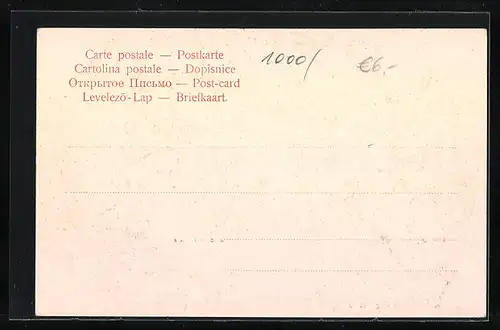 Carte postale — Postkarte
Cartolina postale — Dopisnice
Открытое Письмо — Post-card
Levelező-Lap — Briefkaart.
1000/
€6.-